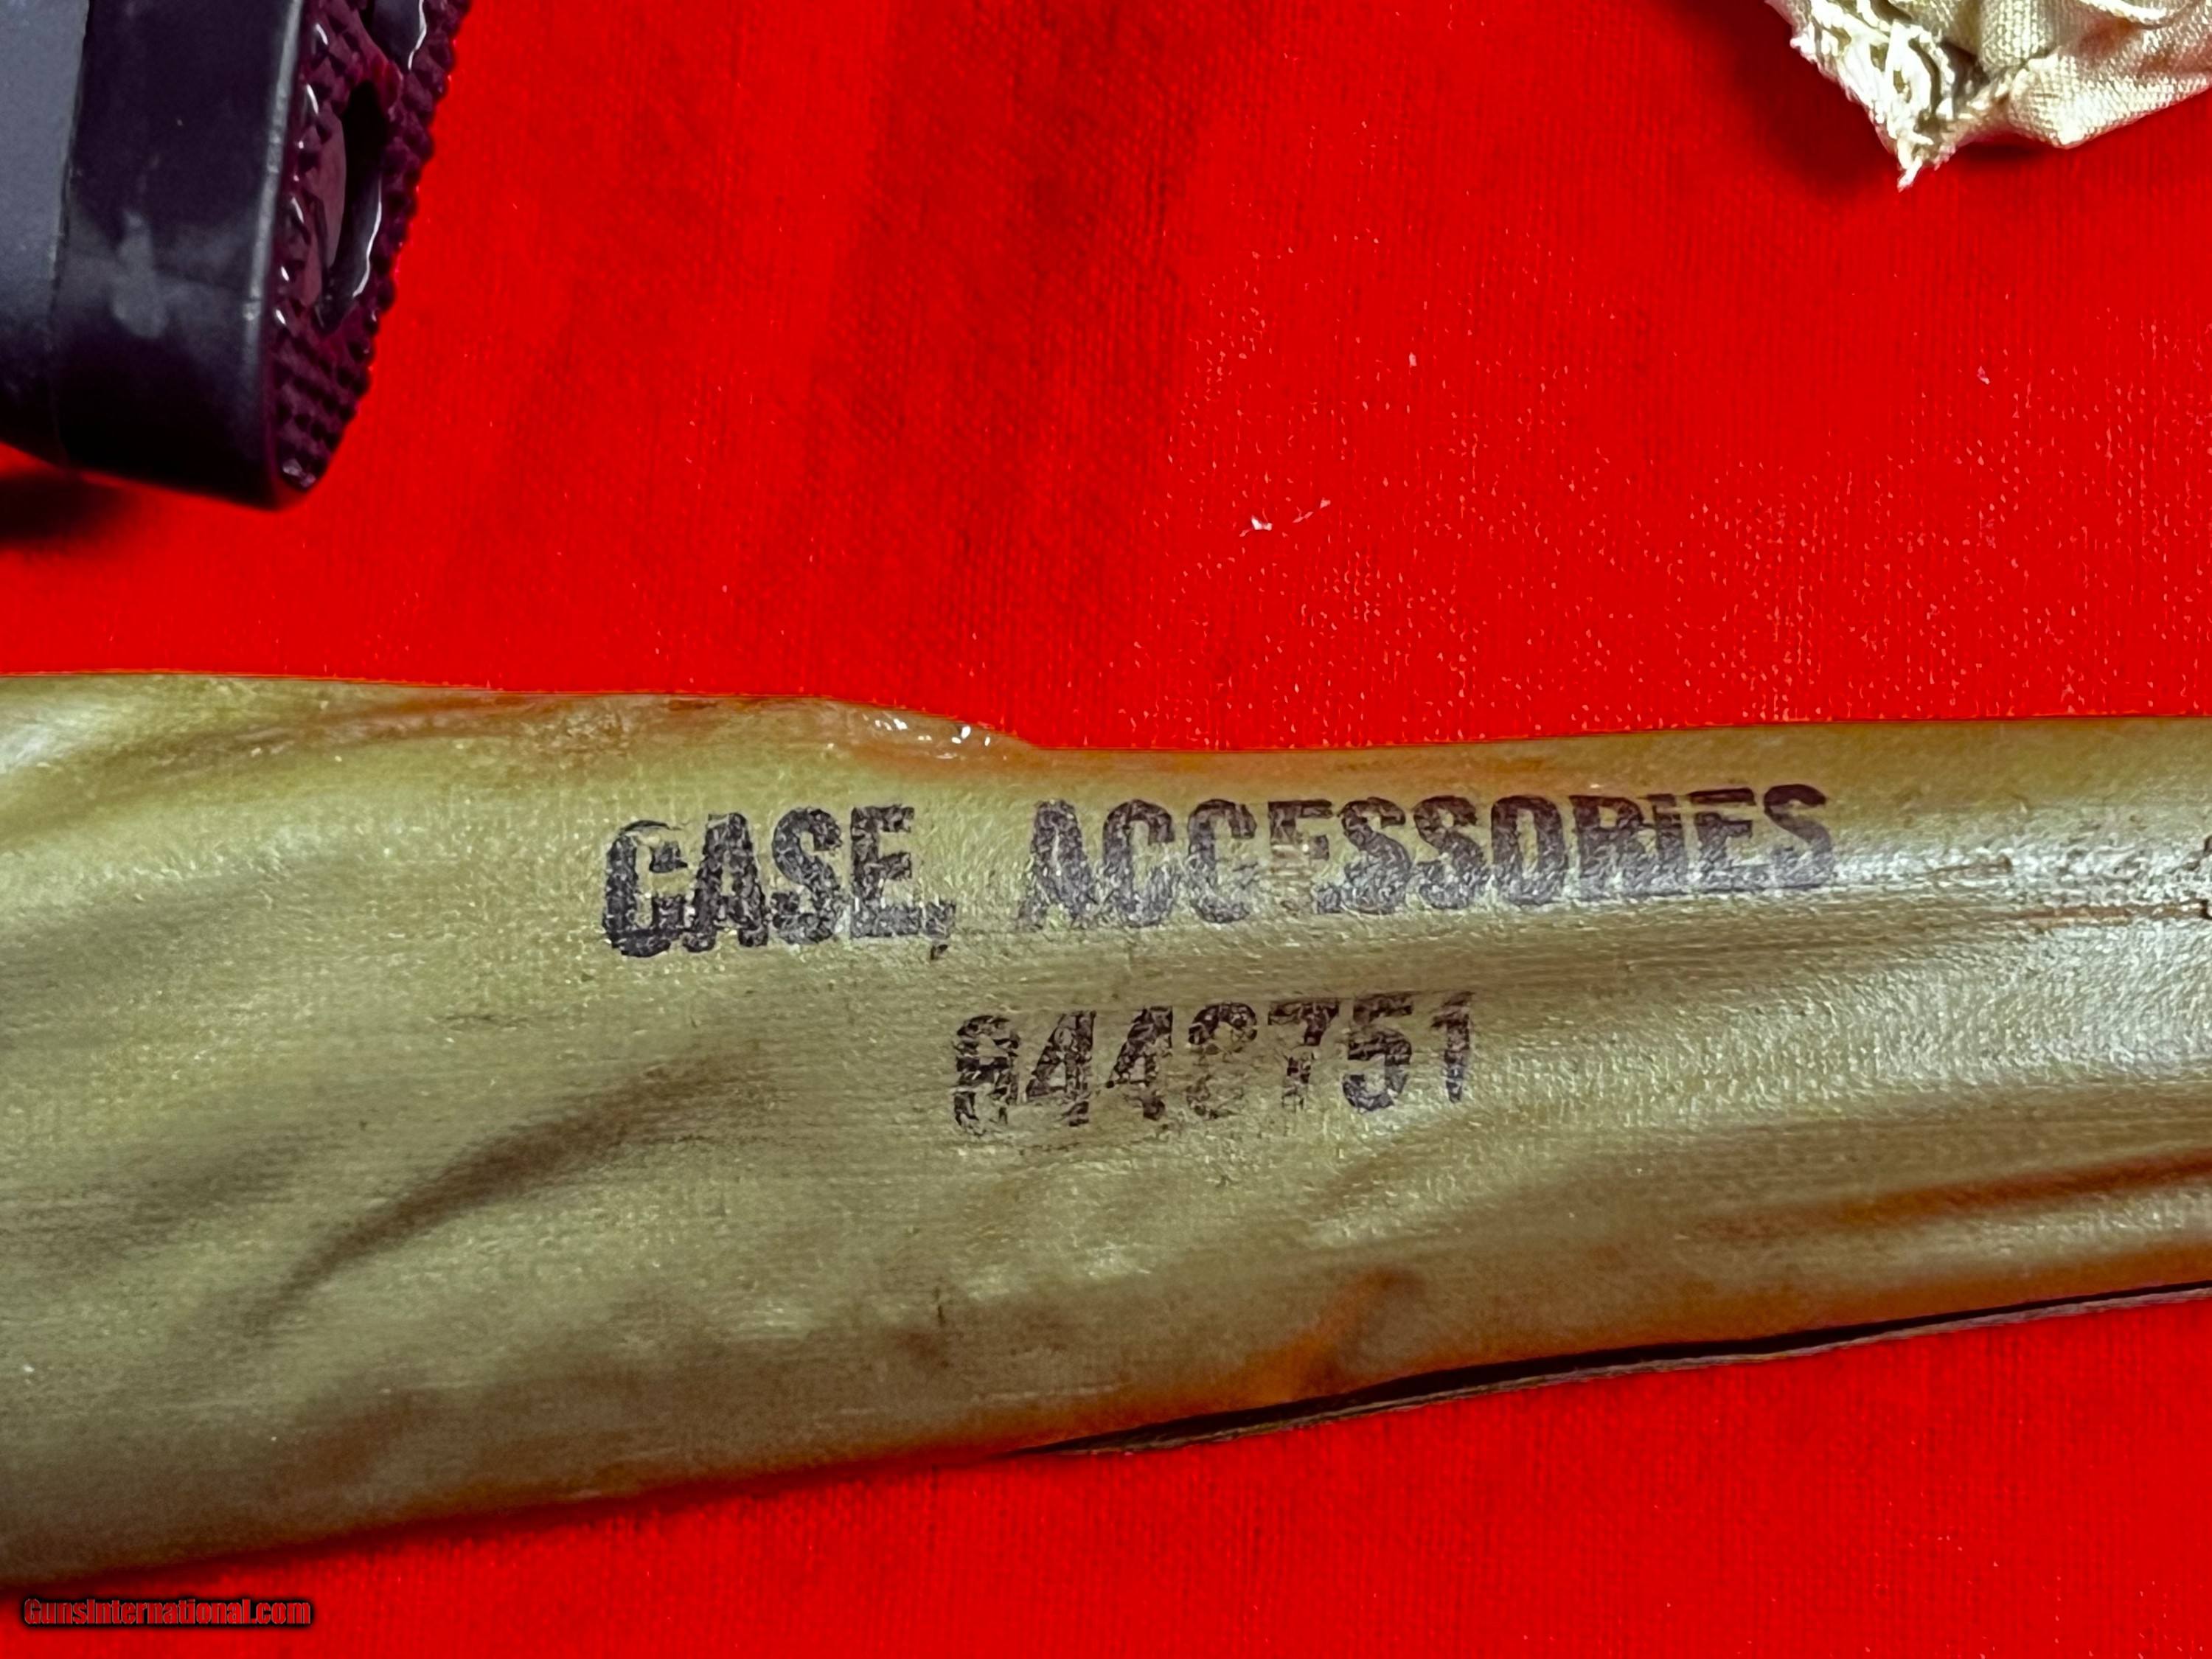 CASE, ACCESSORIES
8448751
GunsInternational.com